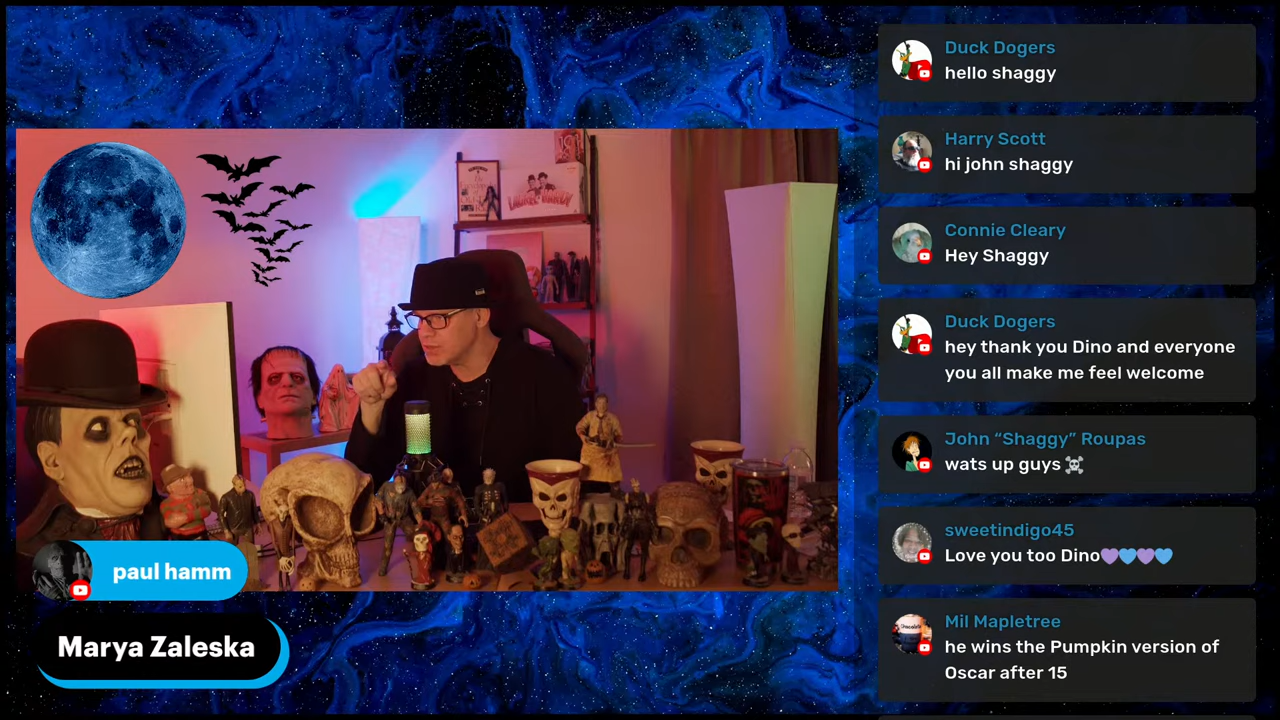 Duck Dogers
hello shaggy
Harry Scott
hi john shaggy
Connie Cleary
Hey Shaggy
Duck Dogers
hey thank you Dino and everyone
you all make me feel welcome
John “Shaggy” Roupas
wats up guys ☠️
sweetindigo45
Love you too Dino💜💙💜💙
Mil Mapletree
he wins the Pumpkin version of
Oscar after 15
LAUREL HARDY
paul hamm
Marya Zaleska